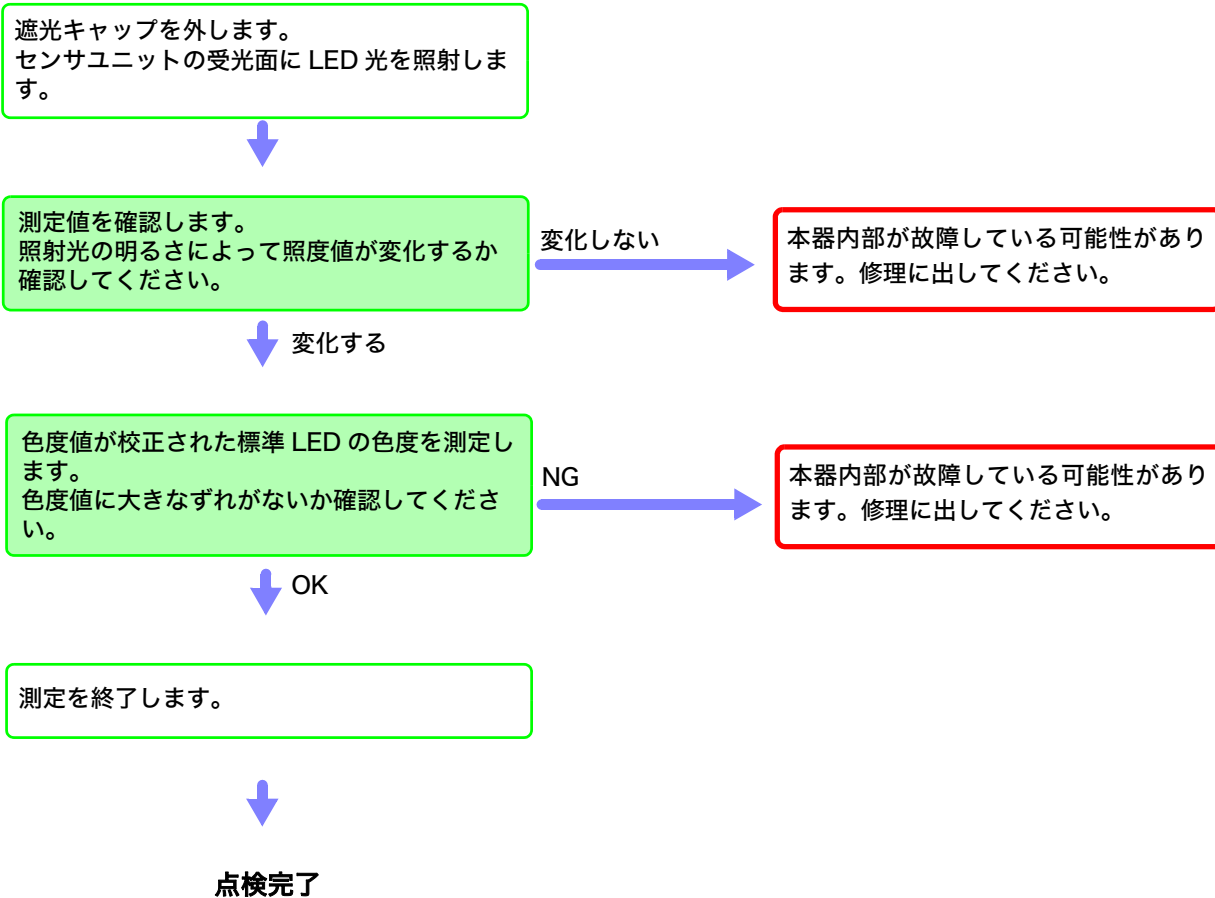 遮光キャップを外します。
センサユニットの受光面に LED 光を照射しま
す。
測定値を確認します。
照射光の明るさによって照度値が変化するか
確認してください。
変化しない
本器内部が故障している可能性があり
ます。修理に出してください。
変化する
色度値が校正された標準 LED の色度を測定し
ます。
色度値に大きなずれがないか確認してくださ
い。
NG
本器内部が故障している可能性があり
ます。修理に出してください。
OK
測定を終了します。
点検完了